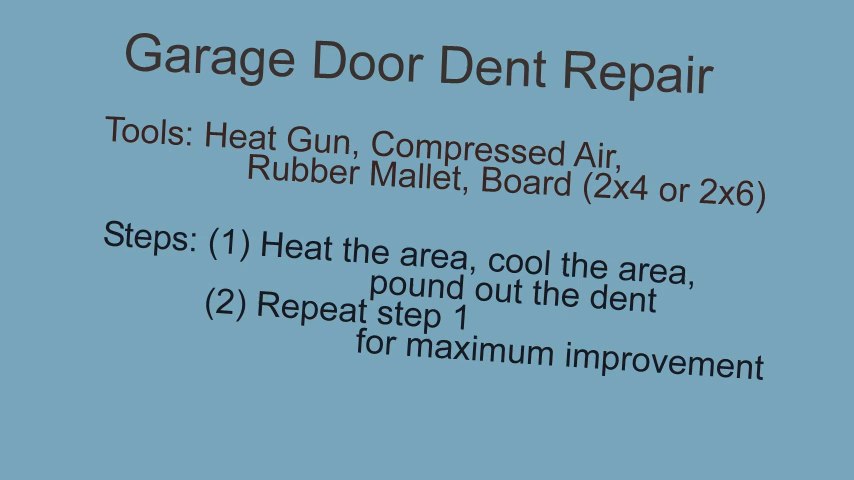 Garage Door Dent Repair
Tools: Heat Gun, Compressed Air,
Rubber Mallet, Board (2x4 or 2x6)
Steps: (1) Heat the area, cool the area,
pound out the dent
(2) Repeat step 1
for maximum improvement